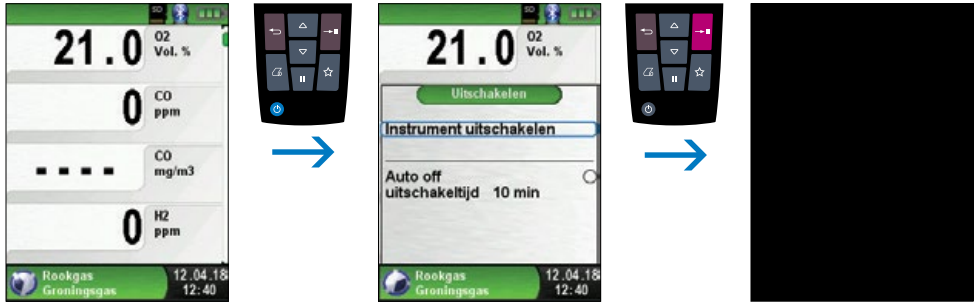 SD
21.0 O2 Vol. %
0 CO ppm
---- CO mg/m3
0 H2 ppm
Rookgas 12.04.18
Groningsgas 12:40
SD
21.0 O2 Vol. %
Uitschakelen
Instrument uitschakelen
Auto off
uitschakeltijd 10 min
Rookgas 12.04.18
Groningsgas 12:40